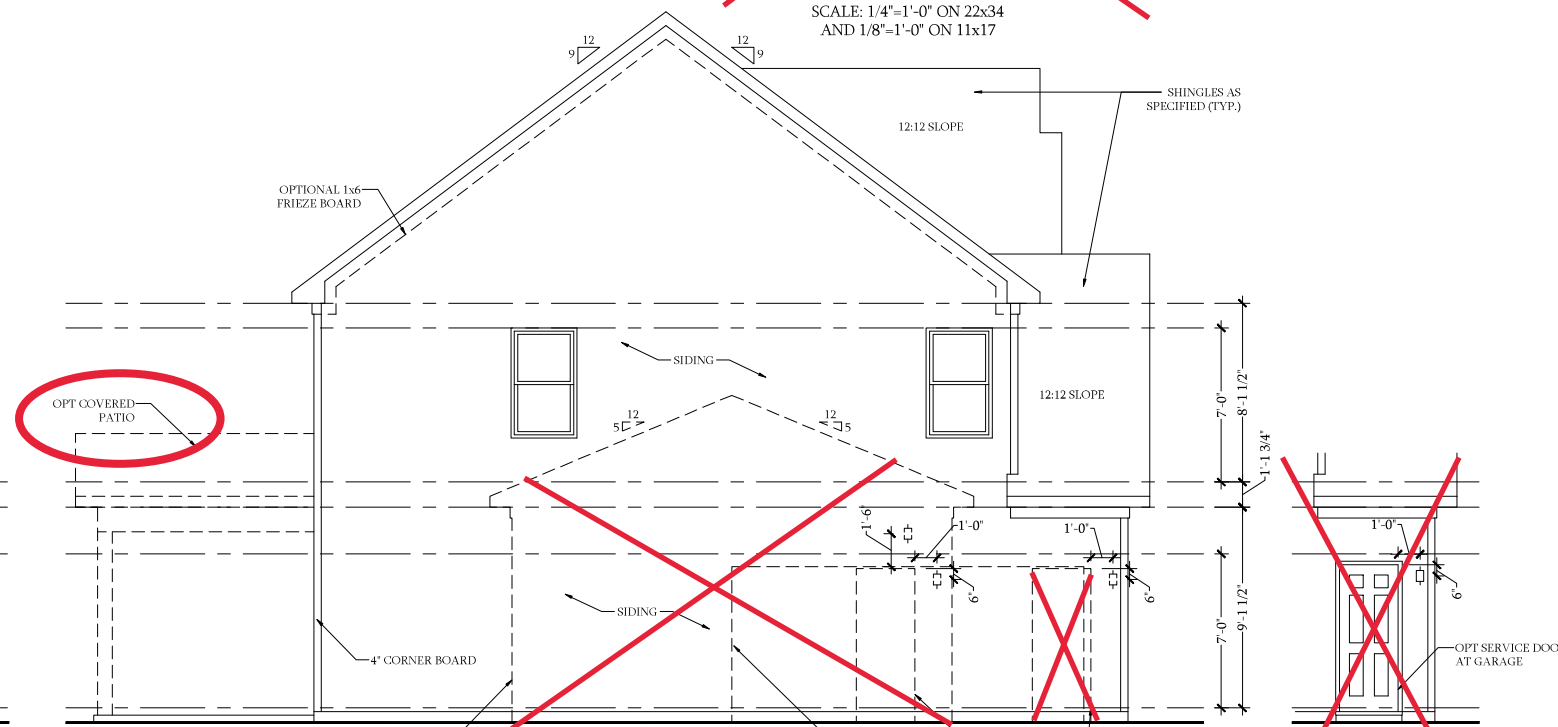 SCALE: 1/4"=1'-0" ON 22x34
AND 1/8"=1'-0" ON 11x17
12
9
12
9
SHINGLES AS
SPECIFIED (TYP.)
12:12 SLOPE
OPTIONAL 1x6
FRIEZE BOARD
SIDING
12:12 SLOPE
7'-0"
8'-1 1/2"
OPT COVERED
PATIO
12
5
12
5
1'-1 3/4"
1'-6"
1'-0"
1'-0"
1'-0"
6"
6"
6"
SIDING
7'-0"
9'-1 1/2"
4" CORNER BOARD
OPT SERVICE DOO
AT GARAGE